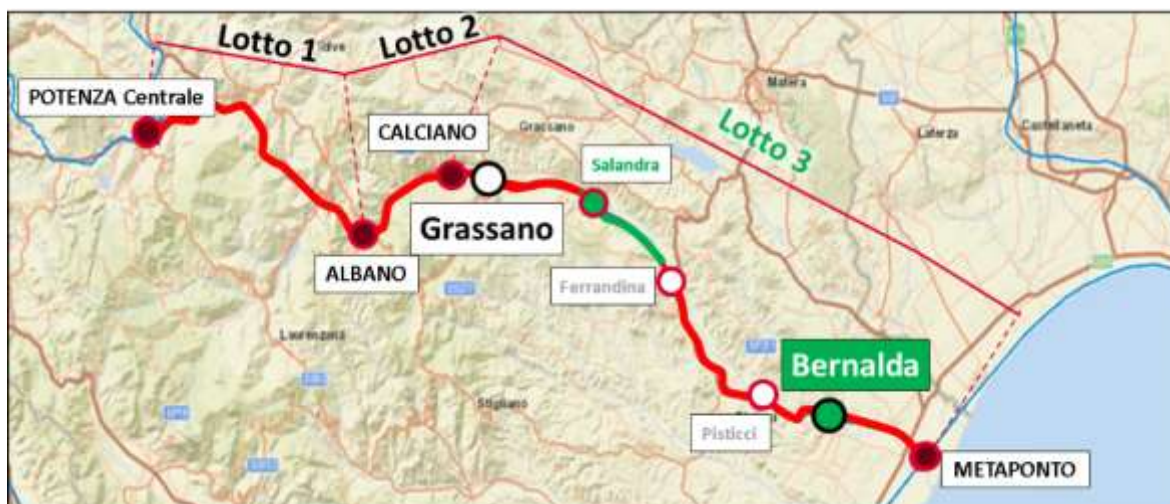 Lotto 1
Lotto 2
POTENZA Centrale
CALCIANO
Grassano
Matera
Laterza
Castellaneta
Lotto 3
Salandra
Grassano
ALBANO
Ferrandina
Laurenzana
Bernalda
Stigliano
Pisticci
METAPONTO